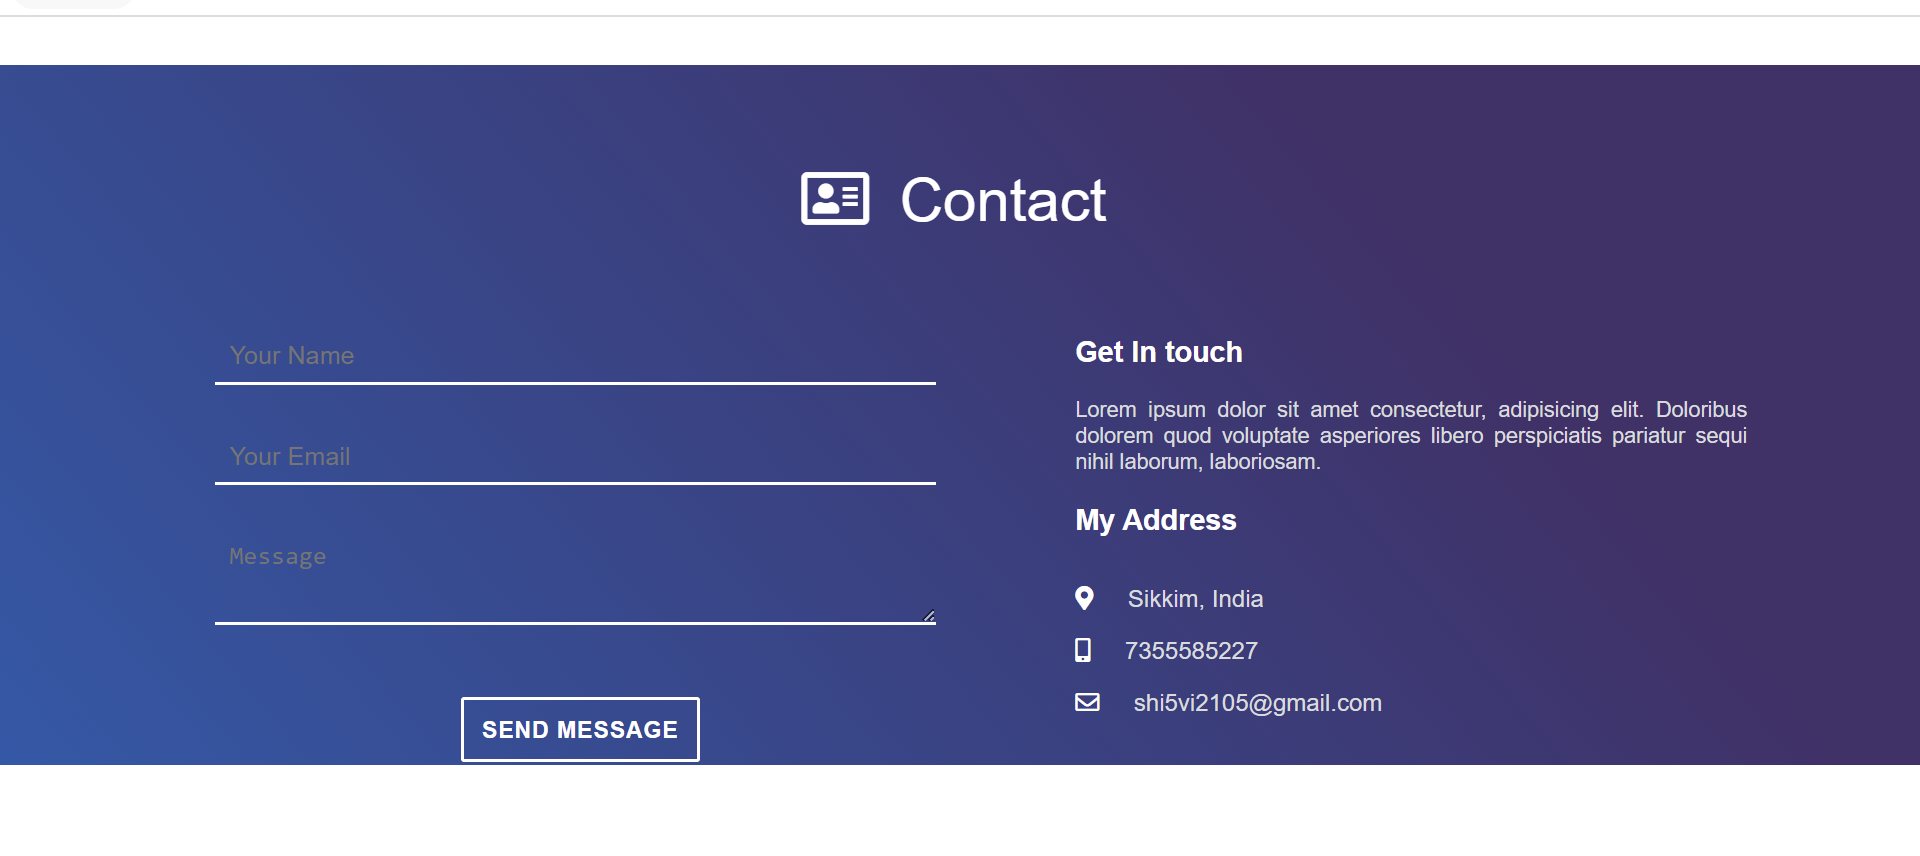 Contact
Your Name
Your Email
Message
SEND MESSAGE
Get In touch
Lorem ipsum dolor sit amet consectetur, adipisicing elit. Doloribus
dolorem quod voluptate asperiores libero perspiciatis pariatur sequi
nihil laborum, laboriosam.
My Address
Sikkim, India
7355585227
shi5vi2105@gmail.com